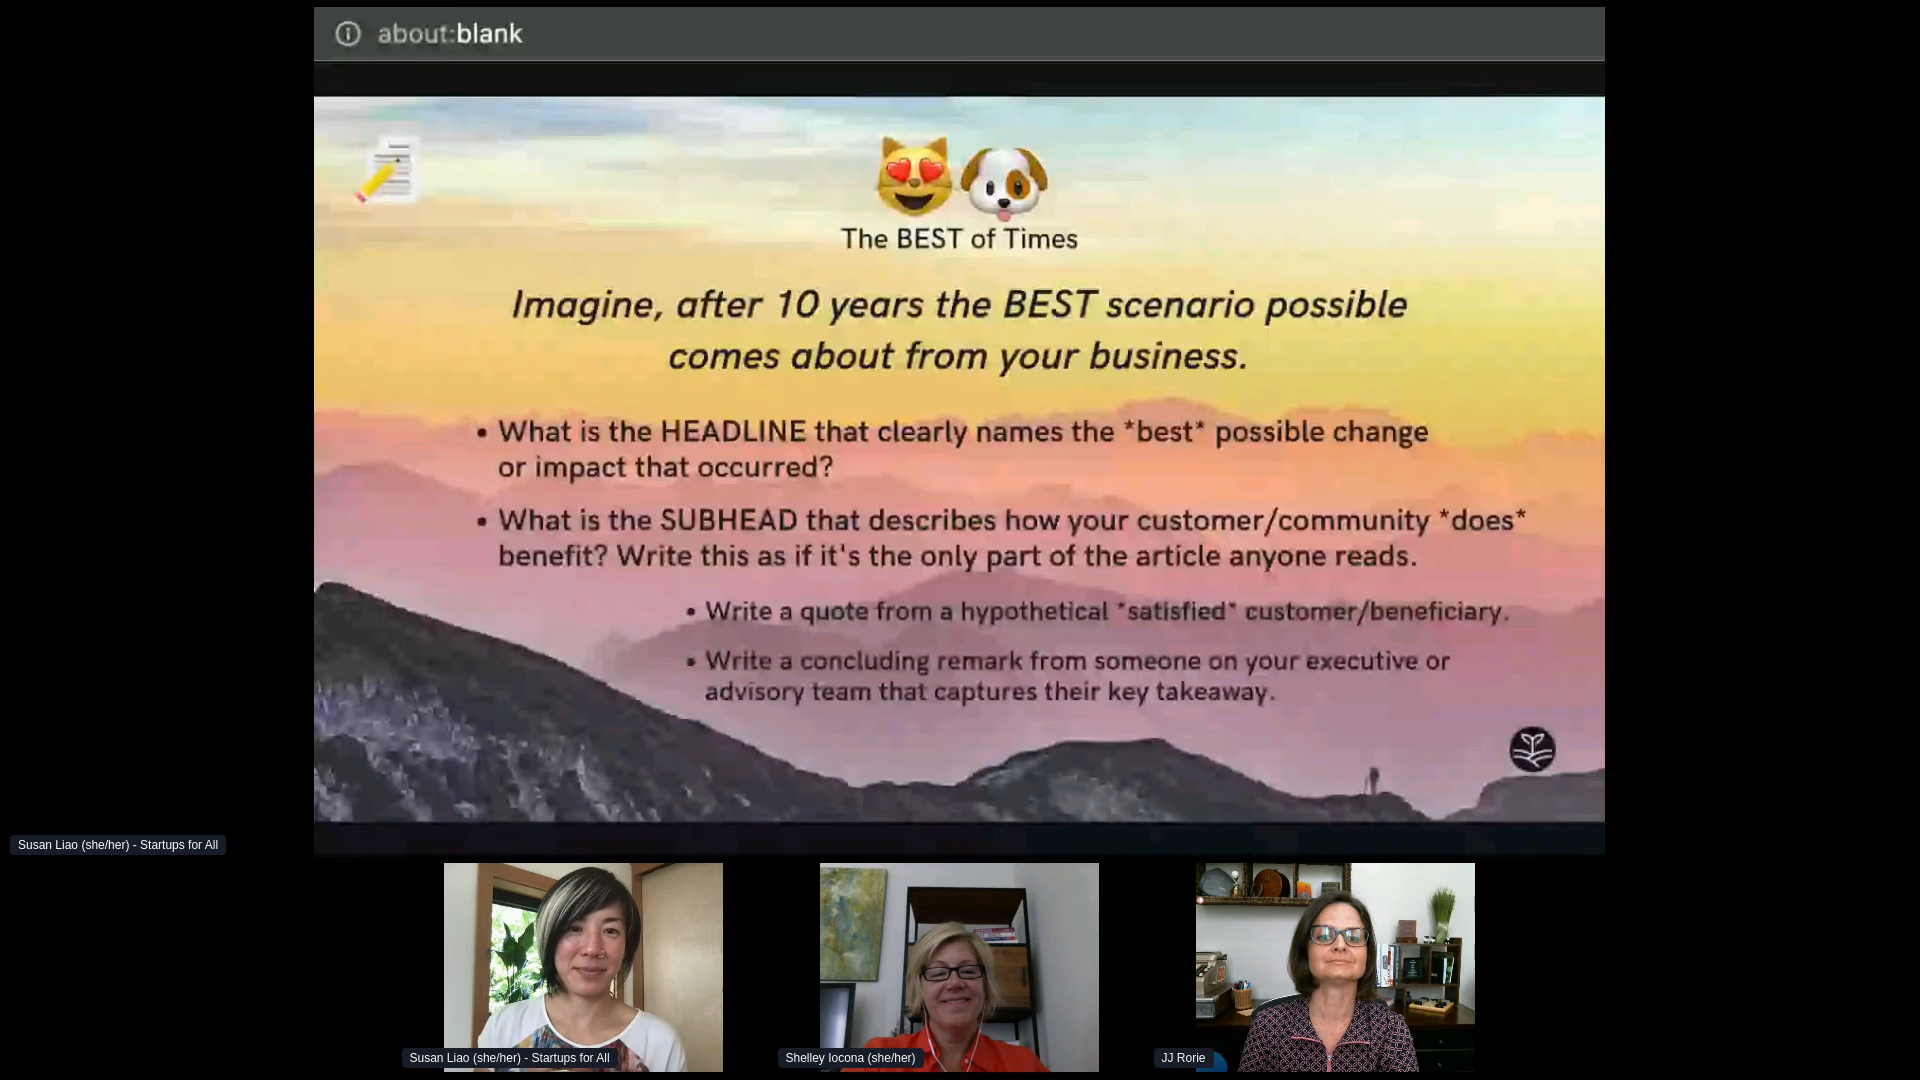 about:blank
The BEST of Times
Imagine, after 10 years the BEST scenario possible
comes about from your business.
• What is the HEADLINE that clearly names the *best* possible change
or impact that occurred?
• What is the SUBHEAD that describes how your customer/community *does*
benefit? Write this as if it's the only part of the article anyone reads.
• Write a quote from a hypothetical *satisfied* customer/beneficiary.
• Write a concluding remark from someone on your executive or
advisory team that captures their key takeaway.
Susan Liao (she/her) - Startups for All
Susan Liao (she/her) - Startups for All
Shelley Iocona (she/her)
JJ Rorie